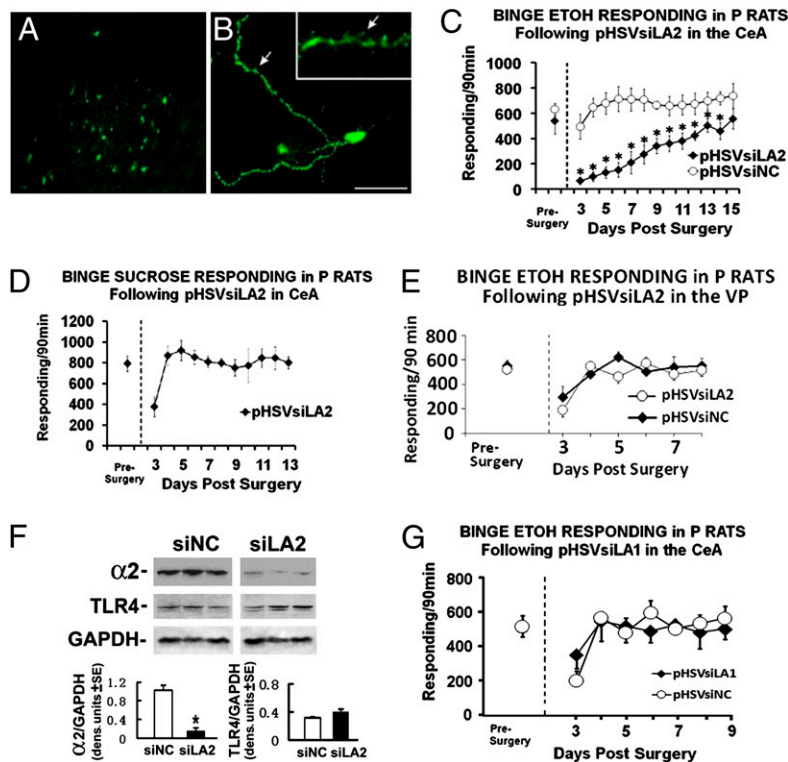 A
B
C
BINGE ETOH RESPONDING in P RATS
Following pHSVsiLA2 in the CeA
Responding/90min
1000
800
600
400
200
0
* * * * * * * * * * *
pHSVsiLA2
pHSVsiNC
Pre-
Surgery
3 5 7 9 11 13 15
Days Post Surgery
D
BINGE SUCROSE RESPONDING in P RATS
Following pHSVsiLA2 in CeA
Responding/90min
1200
1000
800
600
400
200
0
pHSVsiLA2
Pre-
Surgery
3 5 7 9 11 13
Days Post Surgery
E
BINGE ETOH RESPONDING in P RATS
Following pHSVsiLA2 in the VP
Responding/90 min
800
600
400
200
0
pHSVsiLA2
pHSVsiNC
Pre-
Surgery
3 5 7
Days Post Surgery
F
siNC siLA2
α2-
TLR4-
GAPDH-
α2/GAPDH
(dens. units ±SE)
1.2
0.8
0.4
0
*
siNC siLA2
TLR4/GAPDH
(dens. units ±SE)
0.8
0.4
0
siNC siLA2
G
BINGE ETOH RESPONDING in P RATS
Following pHSVsiLA1 in the CeA
Responding/90min
800
600
400
200
0
pHSVsiLA1
pHSVsiNC
Pre-
Surgery
3 5 7 9
Days Post Surgery